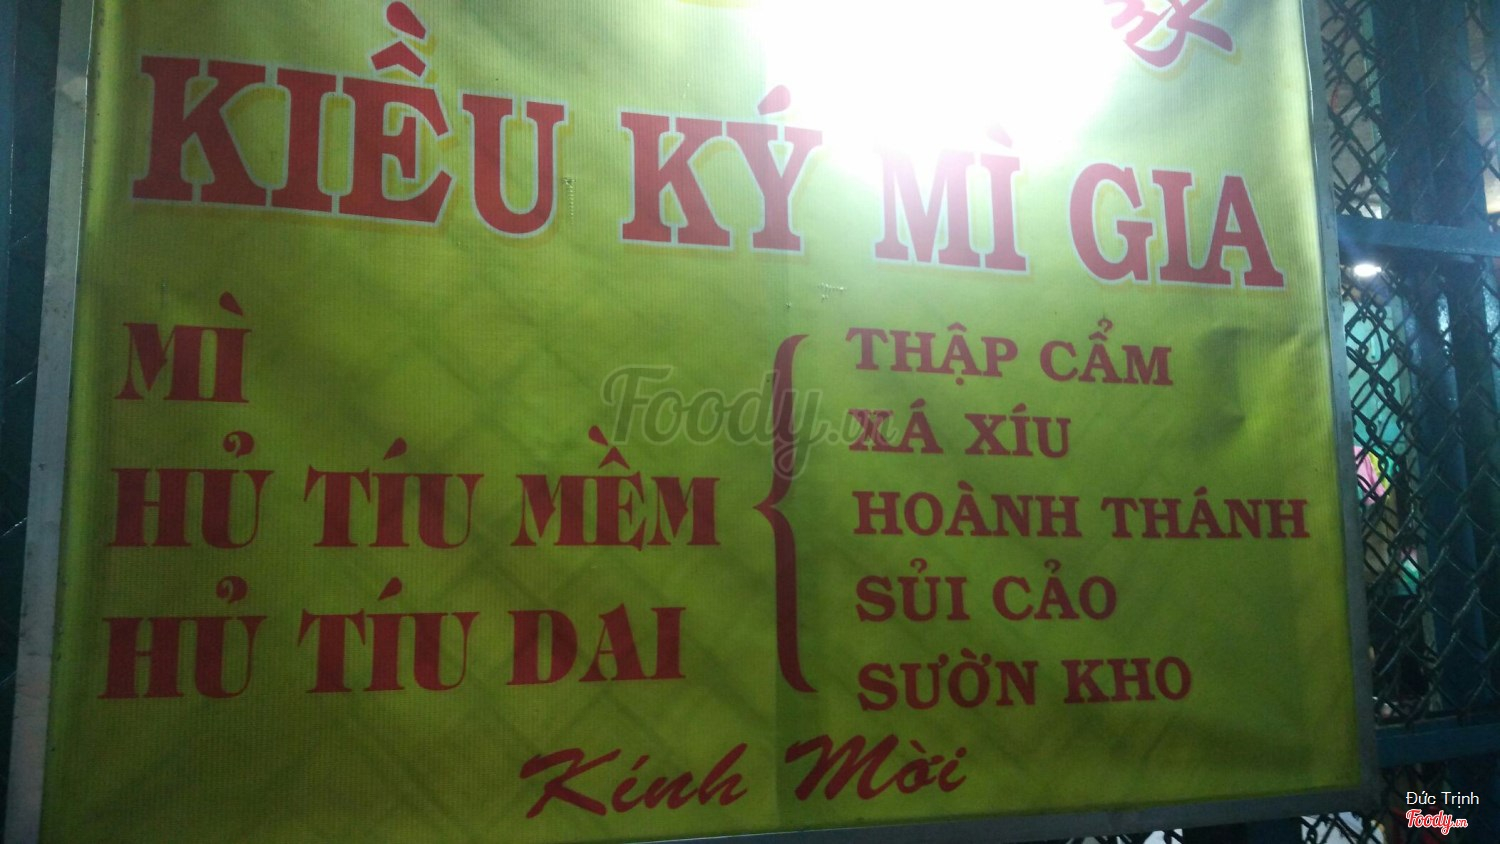 KIỀU KÝ MÌ GIA
MÌ
HỦ TÍU MỀM
HỦ TÍU DAI
THẬP CẨM
XÁ XÍU
HOÀNH THÁNH
SỦI CẢO
SƯỜN KHO
Kính Mời
Foody.vn
Đức Trịnh
Foody.vn